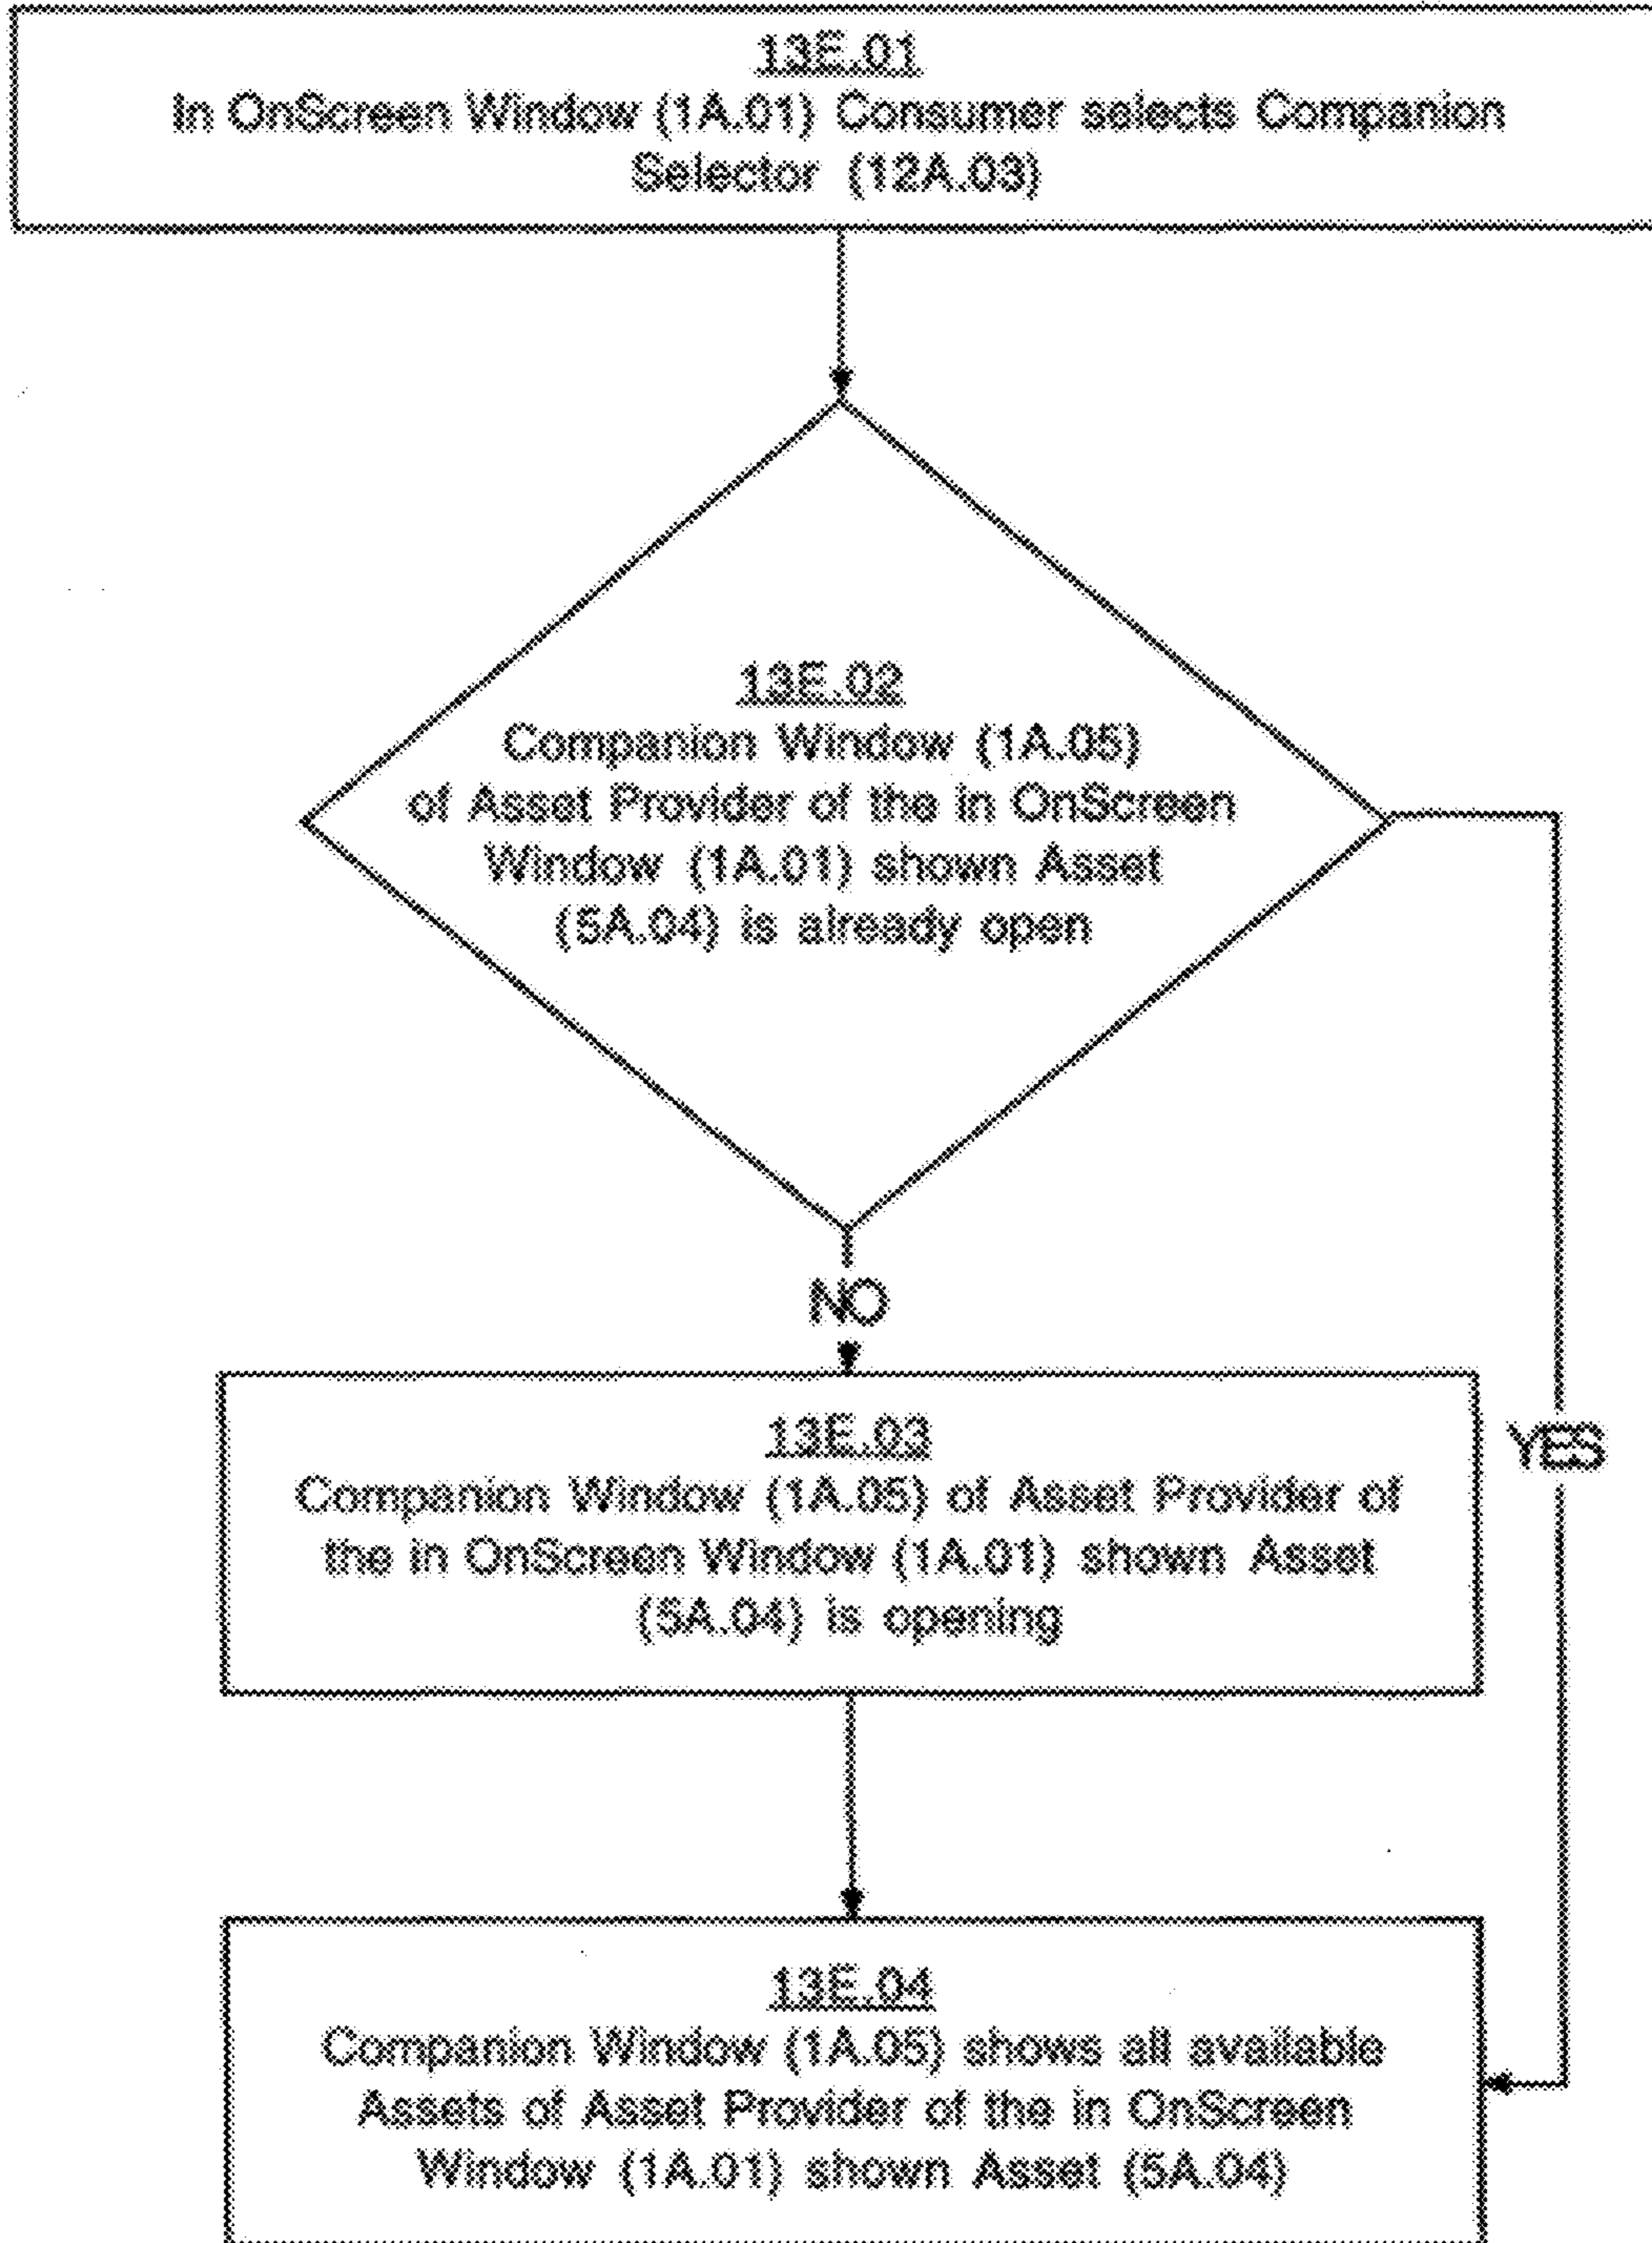 13E.01
In OnScreen Window (1A.01) Consumer selects Companion
Selector (12A.03)
13E.02
Companion Window (1A.05)
of Asset Provider of the in OnScreen
Window (1A.01) shown Asset
(5A.04) is already open
NO
13E.03
Companion Window (1A.05) of Asset Provider of
the in OnScreen Window (1A.01) shown Asset
(5A.04) is opening
YES
13E.04
Companion Window (1A.05) shows all available
Assets of Asset Provider of the in OnScreen
Window (1A.01) shown Asset (5A.04)